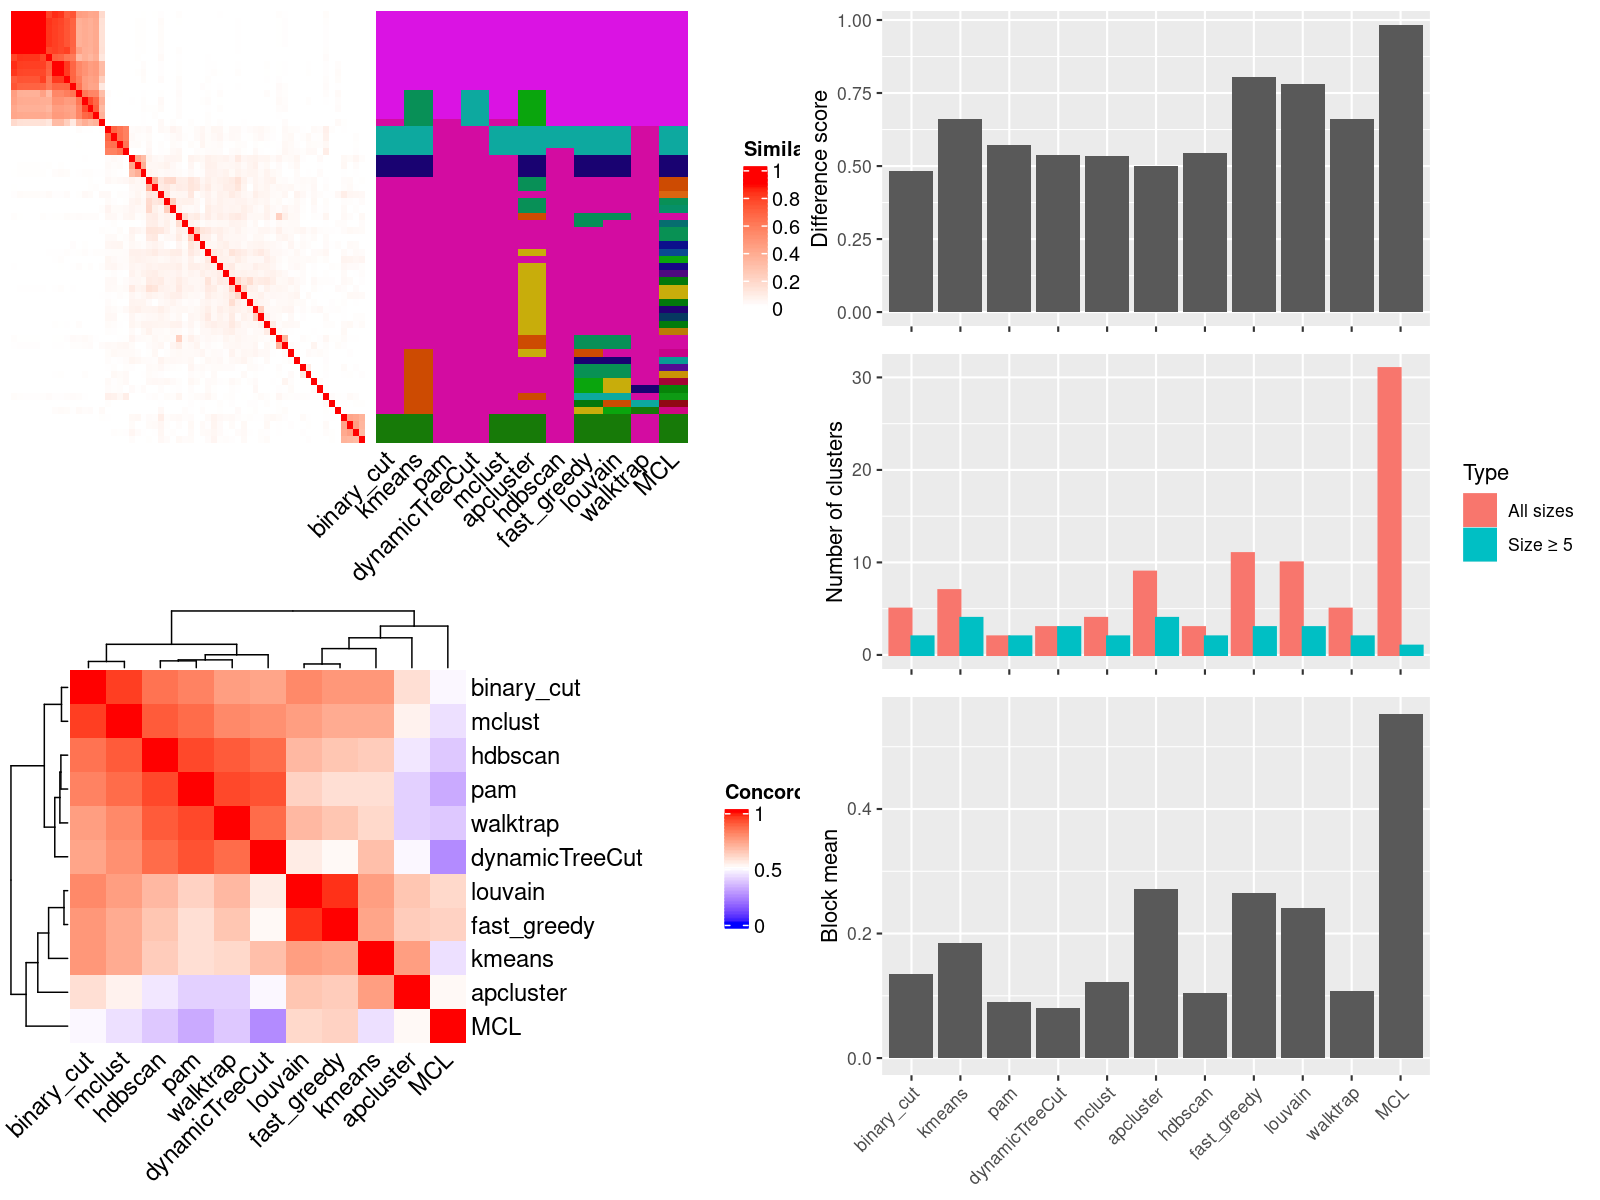 Simila
1
0.8
0.6
0.4
0.2
0
binary_cut
kmeans
pam
dynamicTreeCut
mclust
apcluster
hdbscan
fast_greedy
louvain
walktrap
MCL
binary_cut
mclust
hdbscan
pam
walktrap
dynamicTreeCut
louvain
fast_greedy
kmeans
apcluster
MCL
binary_cut
mclust
hdbscan
pam
walktrap
dynamicTreeCut
louvain
fast_greedy
kmeans
apcluster
MCL
Concord
1
0.5
0
Difference score
1.00
0.75
0.50
0.25
0.00
Number of clusters
30
20
10
0
Type
All sizes
Size ≥ 5
Block mean
0.4
0.2
0.0
binary_cut
kmeans
pam
dynamicTreeCut
mclust
apcluster
hdbscan
fast_greedy
louvain
walktrap
MCL